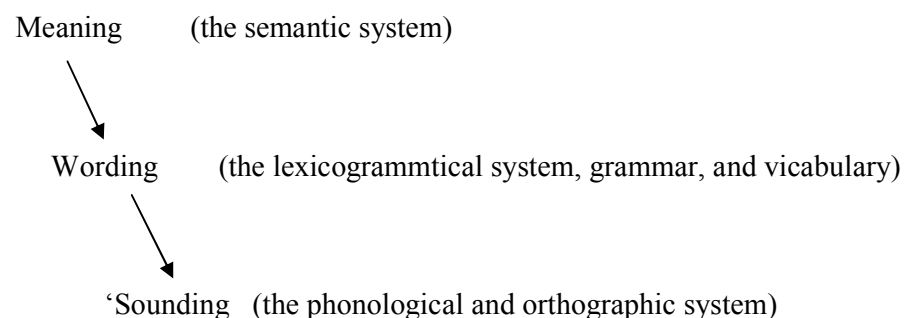 Meaning (the semantic system)
Wording (the lexicogrammtical system, grammar, and vicabulary)
‘Sounding (the phonological and orthographic system)